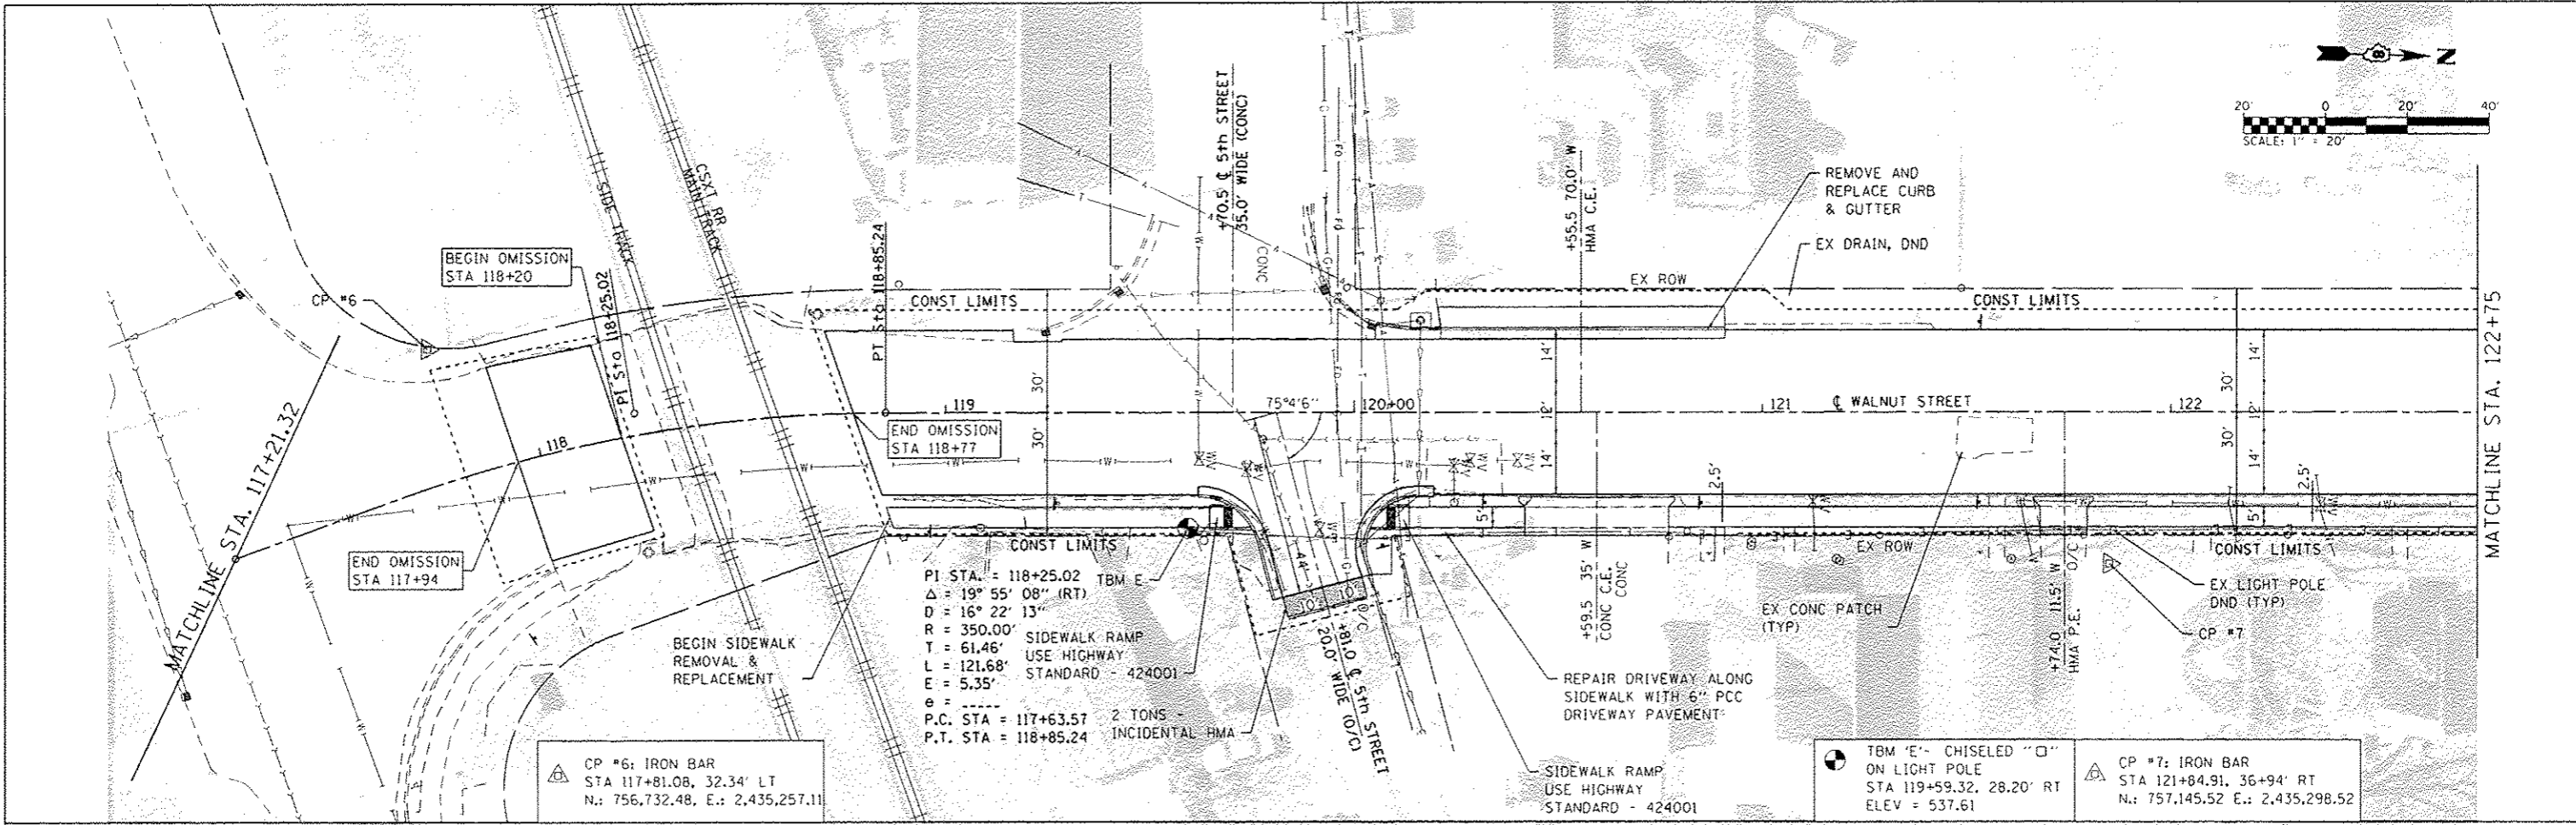 N
20' 0 20' 40'
SCALE: 1" = 20'
SIDE TRACK
CSXT RR
MAIN TRACK
+70.5 ℄ 5th STREET
35.0' WIDE (CONC)
CONC
+55.5 70.0' W
HMA C.E.
REMOVE AND
REPLACE CURB
& GUTTER
EX DRAIN, DND
BEGIN OMISSION
STA 118+20
CP #6
PI Sta 118+25.02
PT Sta 118+85.24
CONST LIMITS
EX ROW
CONST LIMITS
MATCHLINE STA. 117+21.32
MATCHLINE STA. 122+75
118
119
75°4'6"
120+00
121
℄ WALNUT STREET
122
30'
30'
14'
12'
14'
30'
30'
14'
12'
14'
END OMISSION
STA 118+77
END OMISSION
STA 117+94
2.5'
2.5'
5'
5'
CONST LIMITS
EX ROW
CONST LIMITS
TBM E
44'
10'
10'
O/C
+81.0 ℄ 5th STREET
20.0' WIDE (O/C)
+59.5 35' W
CONC C.E.
CONC
+74.0 11.5' W
HMA P.E. O/C
EX CONC PATCH
(TYP)
EX LIGHT POLE
DND (TYP)
CP #7
PI STA. = 118+25.02
Δ = 19° 55' 08" (RT)
D = 16° 22' 13"
R = 350.00'
T = 61.46'
L = 121.68'
E = 5.35'
e = _____
P.C. STA = 117+63.57
P.T. STA = 118+85.24
SIDEWALK RAMP
USE HIGHWAY
STANDARD - 424001
2 TONS -
INCIDENTAL HMA
BEGIN SIDEWALK
REMOVAL &
REPLACEMENT
REPAIR DRIVEWAY ALONG
SIDEWALK WITH 6" PCC
DRIVEWAY PAVEMENT
SIDEWALK RAMP
USE HIGHWAY
STANDARD - 424001
CP #6: IRON BAR
STA 117+81.08, 32.34' LT
N.: 756,732.48, E.: 2,435,257.11
TBM 'E'- CHISELED "□"
ON LIGHT POLE
STA 119+59.32, 28.20' RT
ELEV = 537.61
CP #7: IRON BAR
STA 121+84.91, 36+94' RT
N.: 757,145.52 E.: 2,435,298.52